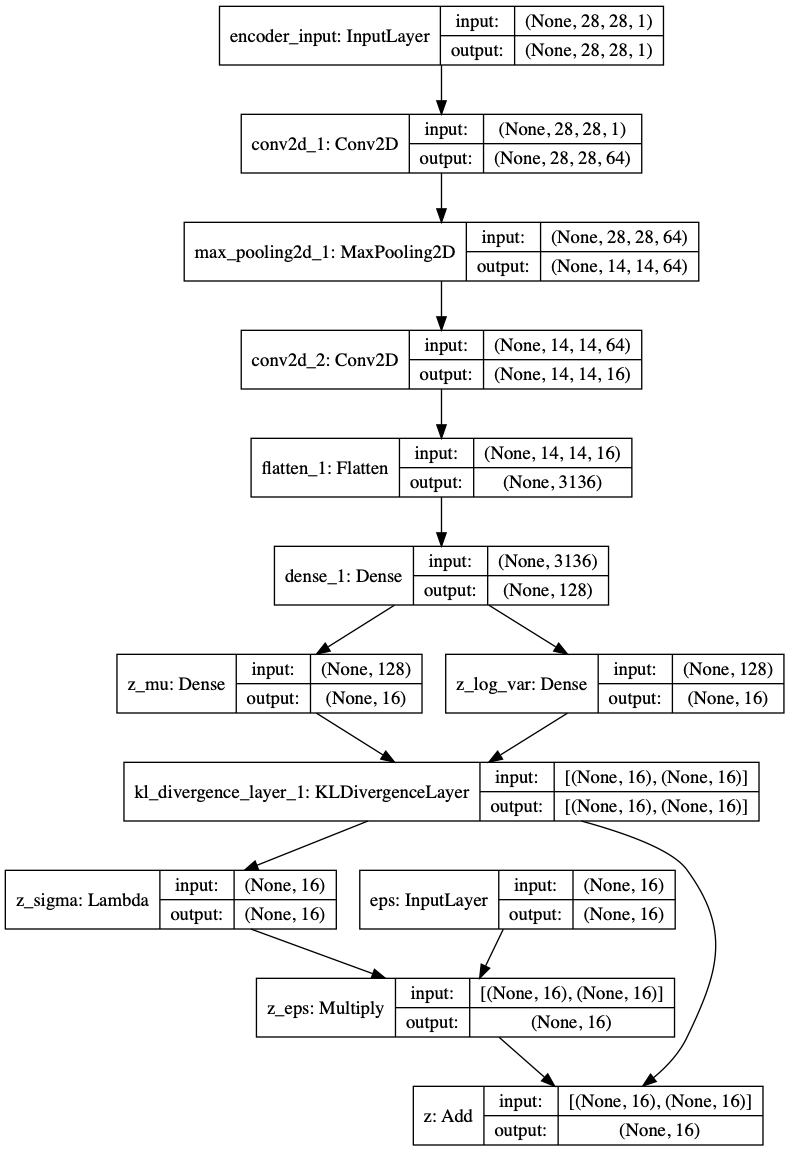 encoder_input: InputLayer
input: (None, 28, 28, 1)
output: (None, 28, 28, 1)
conv2d_1: Conv2D
input: (None, 28, 28, 1)
output: (None, 28, 28, 64)
max_pooling2d_1: MaxPooling2D
input: (None, 28, 28, 64)
output: (None, 14, 14, 64)
conv2d_2: Conv2D
input: (None, 14, 14, 64)
output: (None, 14, 14, 16)
flatten_1: Flatten
input: (None, 14, 14, 16)
output: (None, 3136)
dense_1: Dense
input: (None, 3136)
output: (None, 128)
z_mu: Dense
input: (None, 128)
output: (None, 16)
z_log_var: Dense
input: (None, 128)
output: (None, 16)
kl_divergence_layer_1: KLDivergenceLayer
input: [(None, 16), (None, 16)]
output: [(None, 16), (None, 16)]
z_sigma: Lambda
input: (None, 16)
output: (None, 16)
eps: InputLayer
input: (None, 16)
output: (None, 16)
z_eps: Multiply
input: [(None, 16), (None, 16)]
output: (None, 16)
z: Add
input: [(None, 16), (None, 16)]
output: (None, 16)